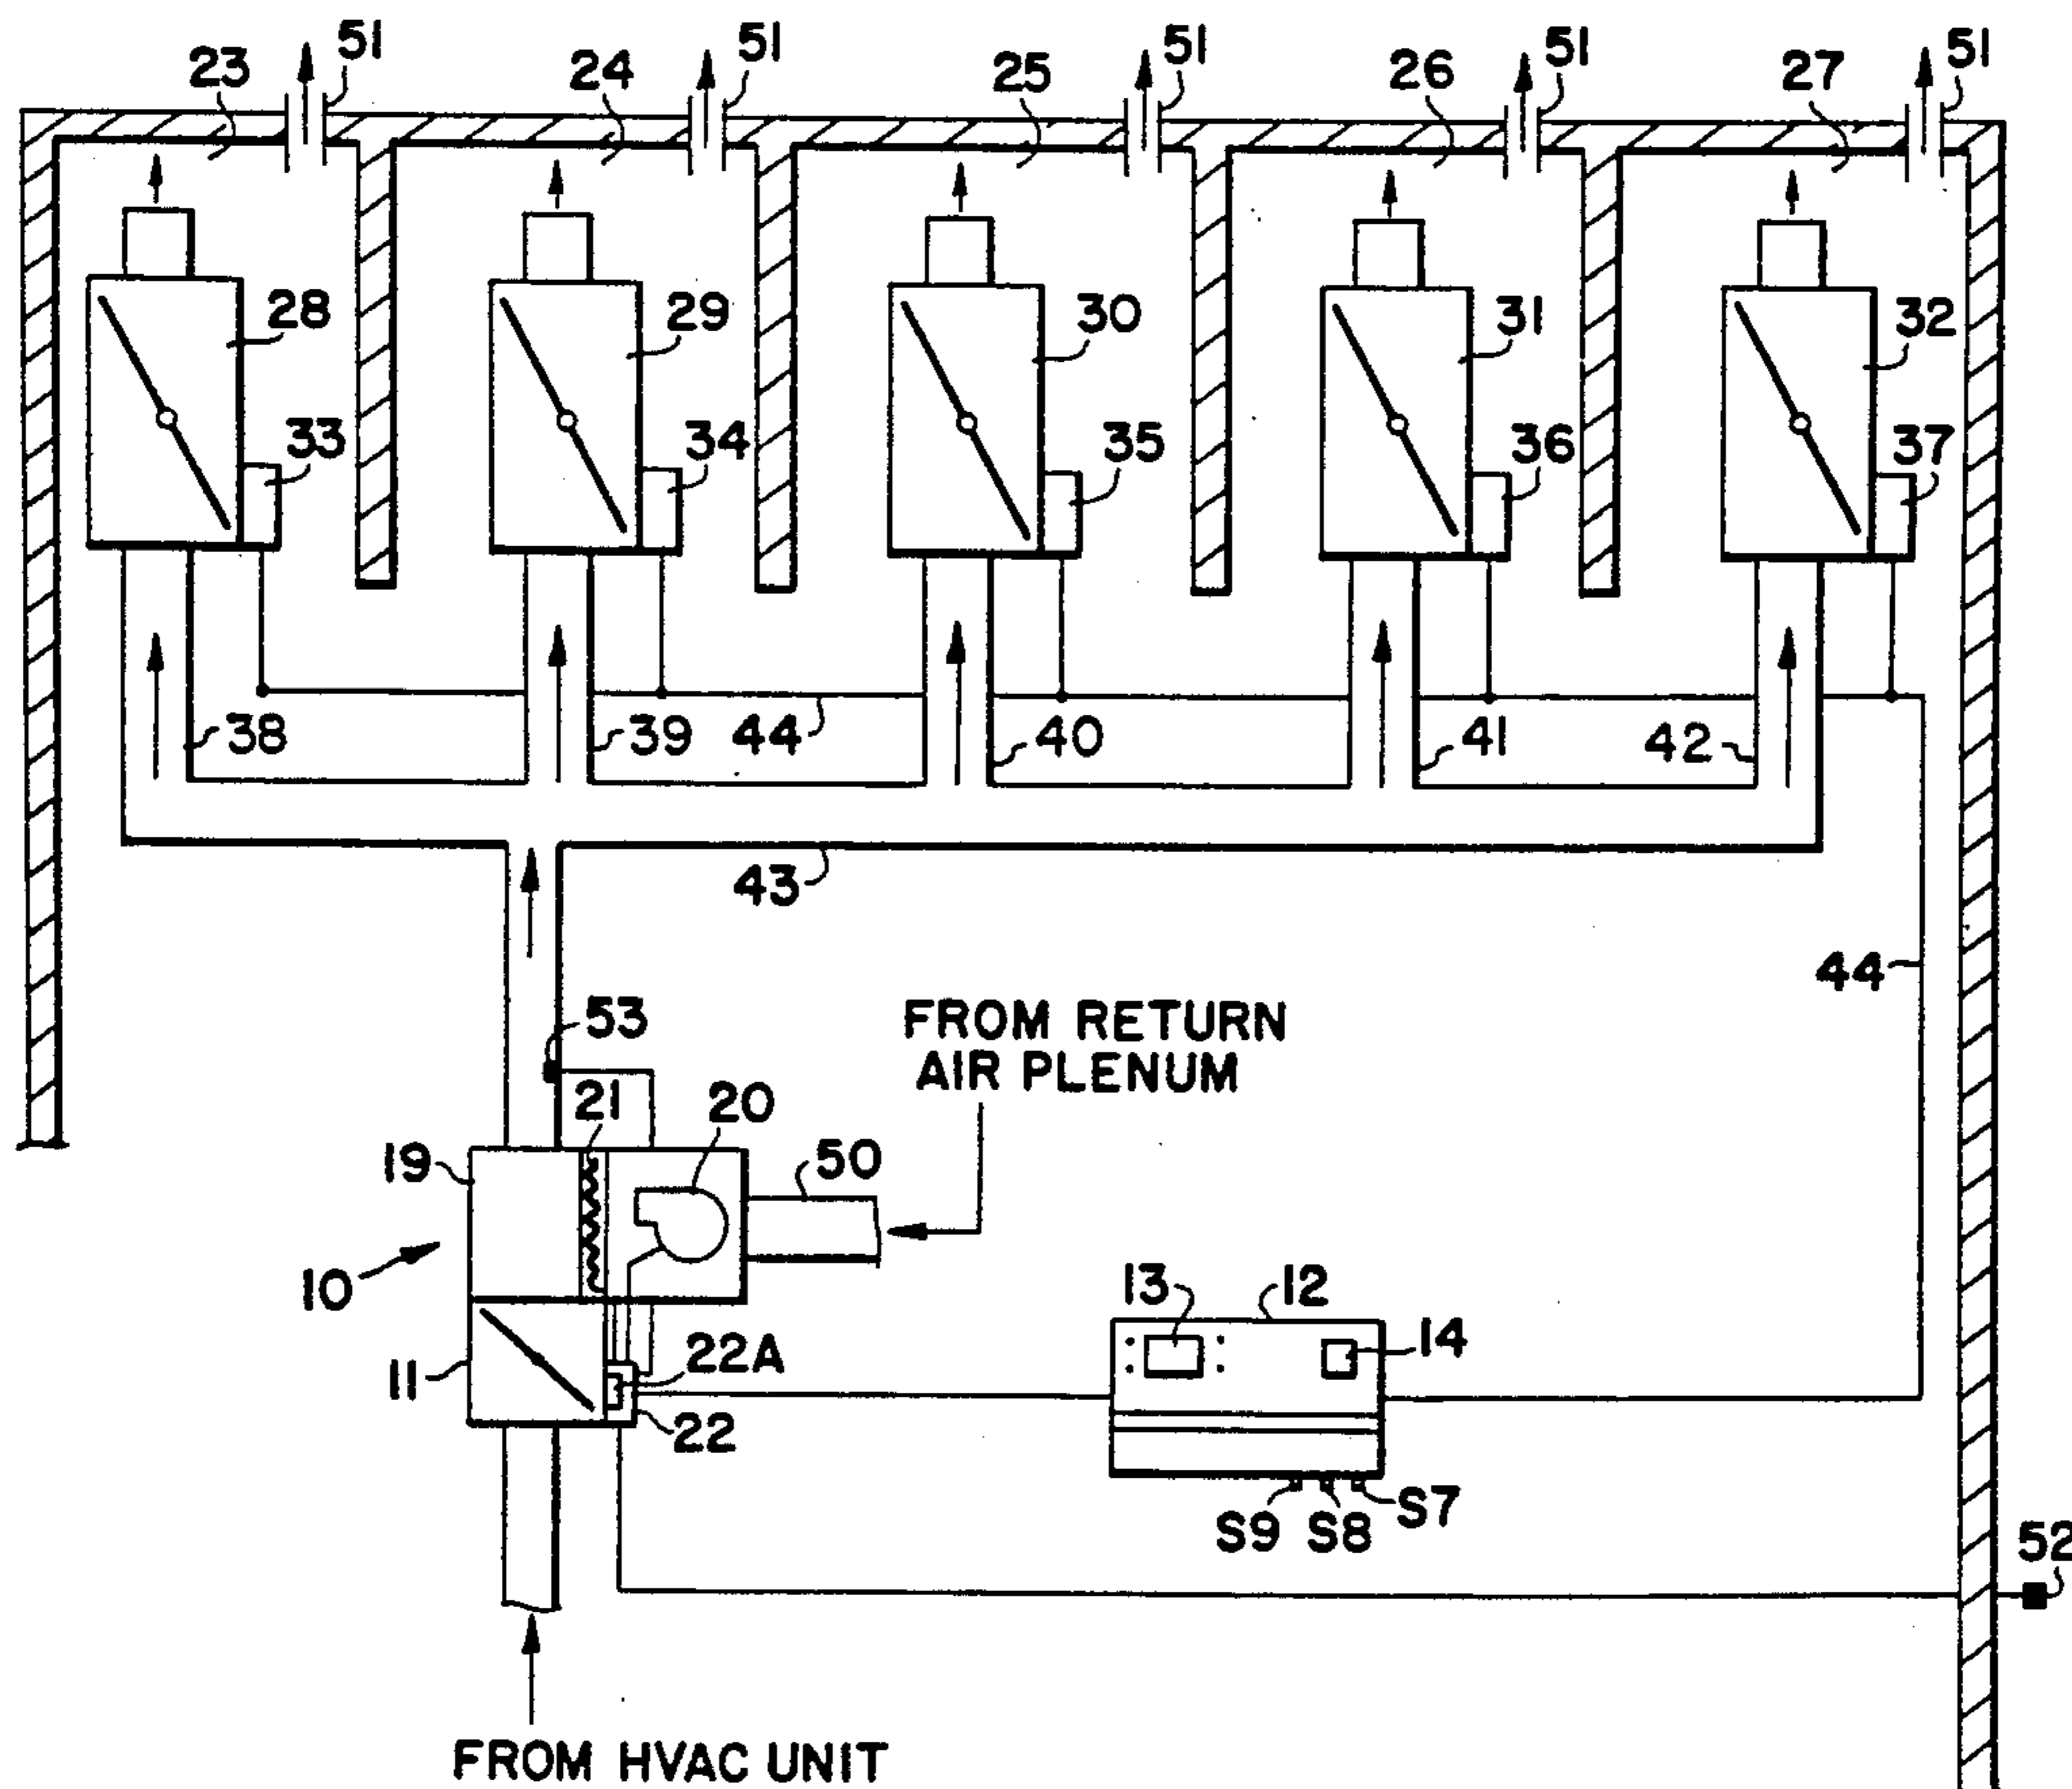 23 51 24 51 25 51 26 51 27 51
28 29 30 31 32
33 34 35 36 37
38 39 44 40 41 42
43
44
53
FROM RETURN
AIR PLENUM
21 20
19 50
10
13 12
14
22A
11
22
S9 S8 S7
52
FROM HVAC UNIT